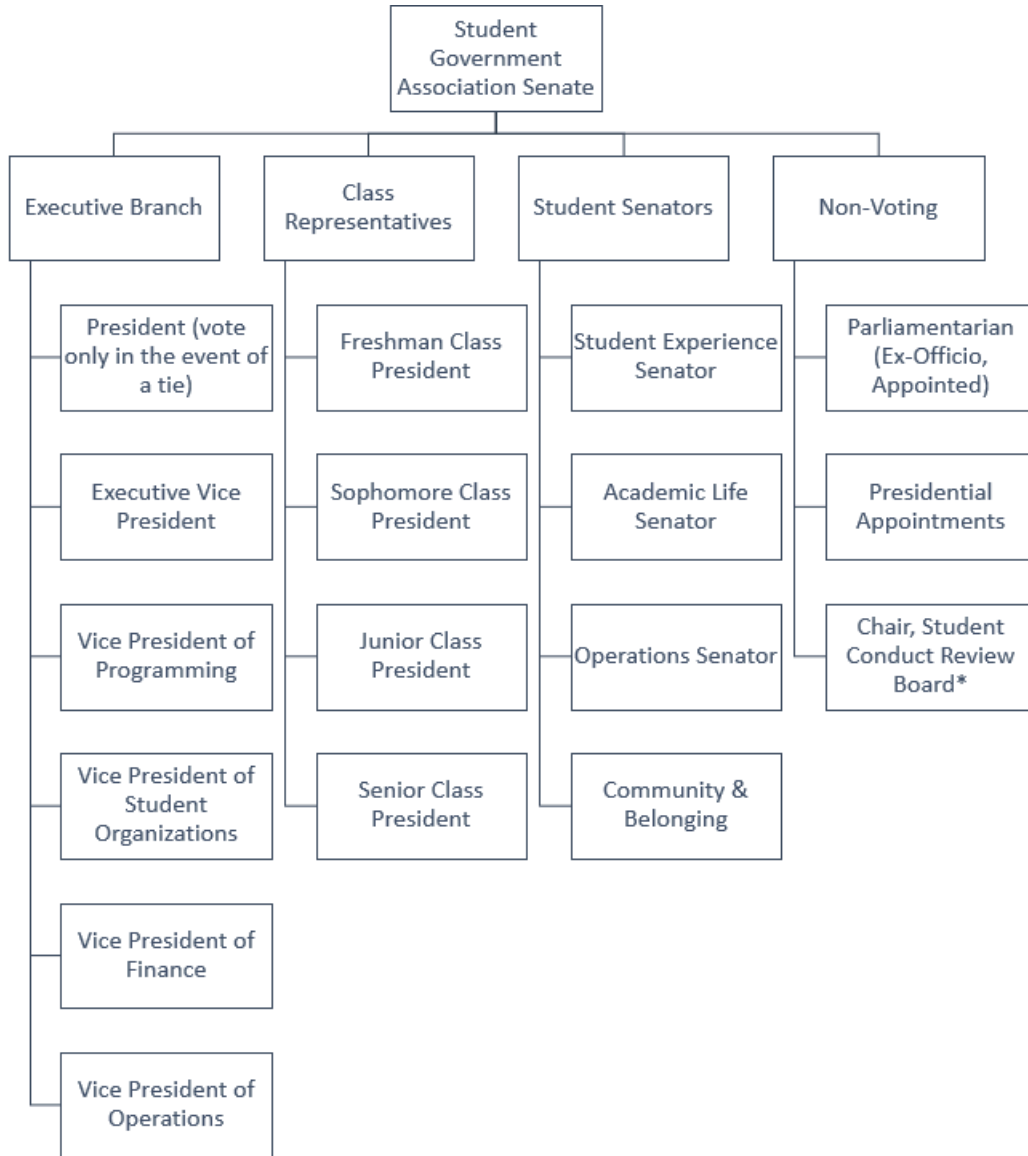 Student
Government
Association Senate
Executive Branch
Class
Representatives
Student Senators
Non-Voting
President (vote
only in the event of
a tie)
Executive Vice
President
Vice President of
Programming
Vice President of
Student
Organizations
Vice President of
Finance
Vice President of
Operations
Freshman Class
President
Sophomore Class
President
Junior Class
President
Senior Class
President
Student Experience
Senator
Academic Life
Senator
Operations Senator
Community &
Belonging
Parliamentarian
(Ex-Officio,
Appointed)
Presidential
Appointments
Chair, Student
Conduct Review
Board*